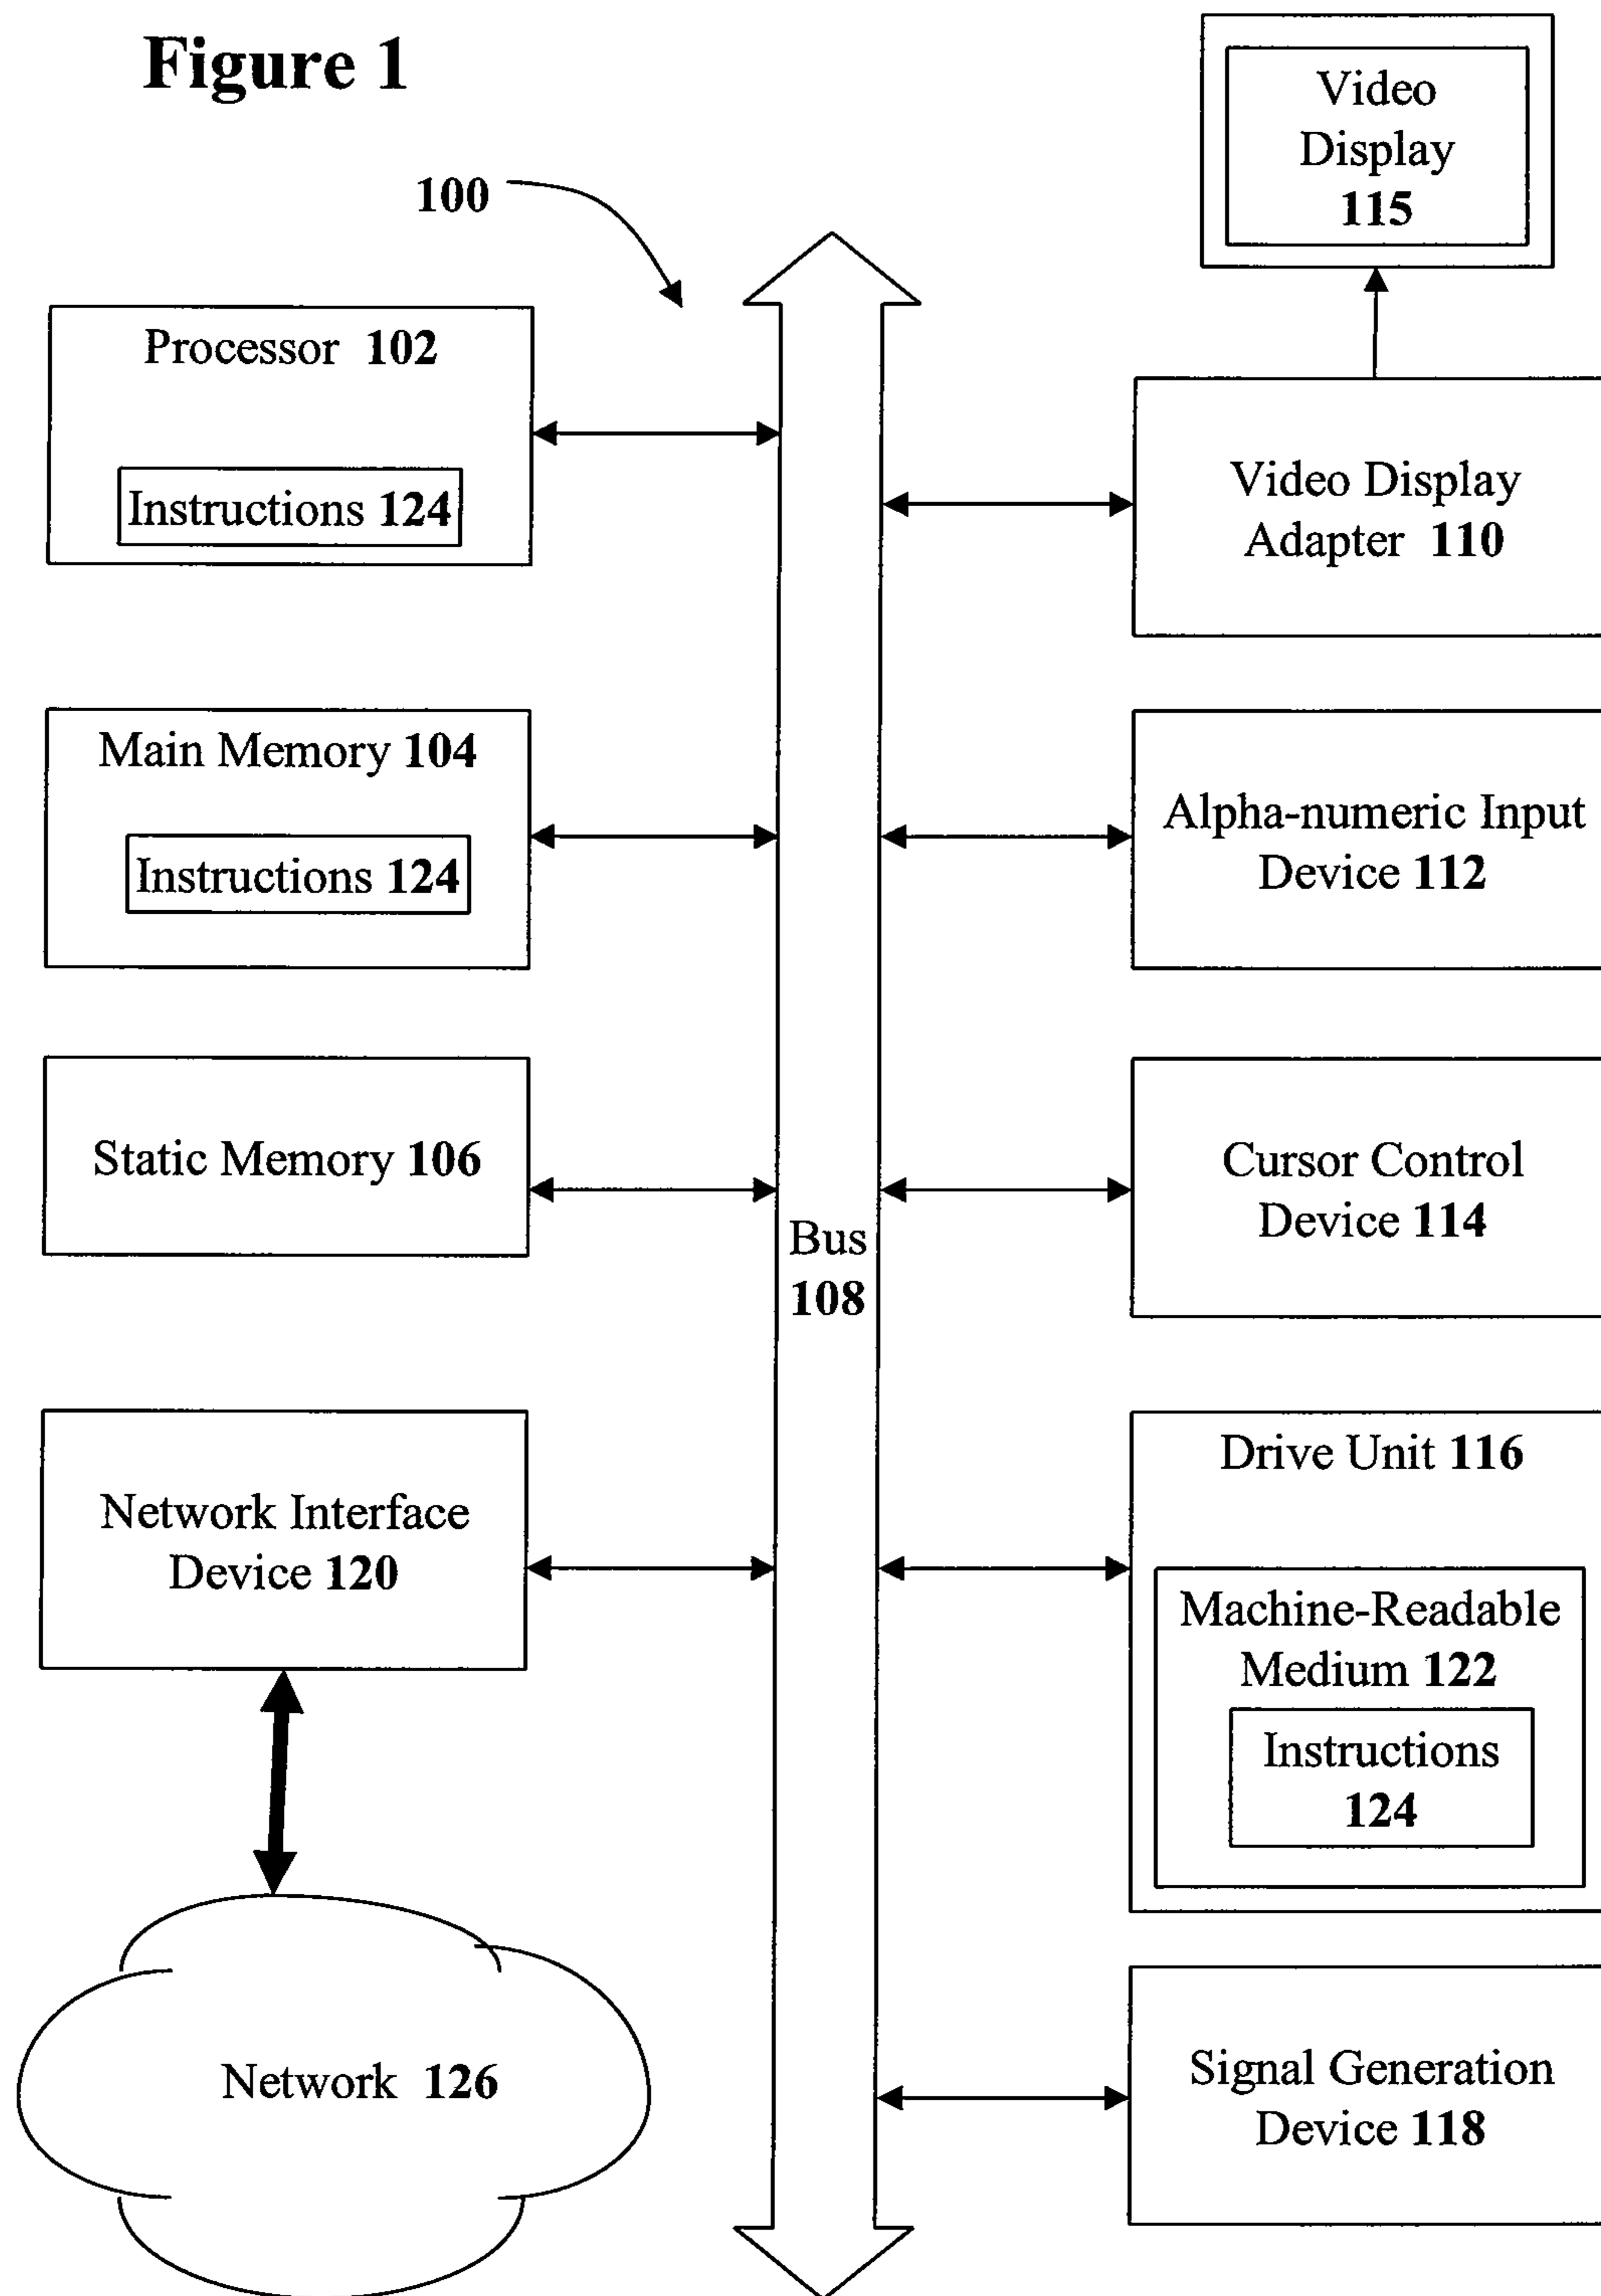 Figure 1
100
Video
Display
115
Processor 102
Instructions 124
Video Display
Adapter 110
Main Memory 104
Instructions 124
Alpha-numeric Input
Device 112
Static Memory 106
Cursor Control
Device 114
Bus
108
Network Interface
Device 120
Drive Unit 116
Machine-Readable
Medium 122
Instructions
124
Network 126
Signal Generation
Device 118